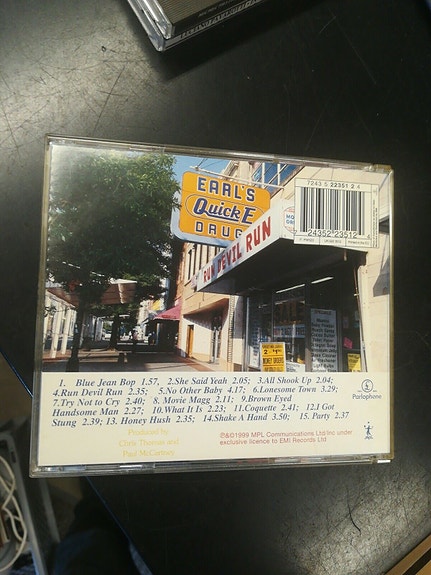 EARL'S
Quick E
DRUG
RUN DEVIL RUN
7243 5 22351 2 4
7 24352 23512 4
1. Blue Jean Bop 1.57, 2.She Said Yeah 2.05; 3.All Shook Up 2.04;
4.Run Devil Run 2.35; 5.No Other Baby 4.17; 6.Lonesome Town 3.29;
7.Try Not to Cry 2.40; 8.Movie Magg 2.11; 9.Brown Eyed
Handsome Man 2.27; 10.What It Is 2.23; 11.Coquette 2.41; 12.I Got
Stung 2.39; 13. Honey Hush 2.35; 14.Shake A Hand 3.50; 15. Party 2.37
Produced by
Chris Thomas and
Paul McCartney
℗&©1999 MPL Communications Ltd/Inc under
exclusive licence to EMI Records Ltd
£
Parlophone
MPL